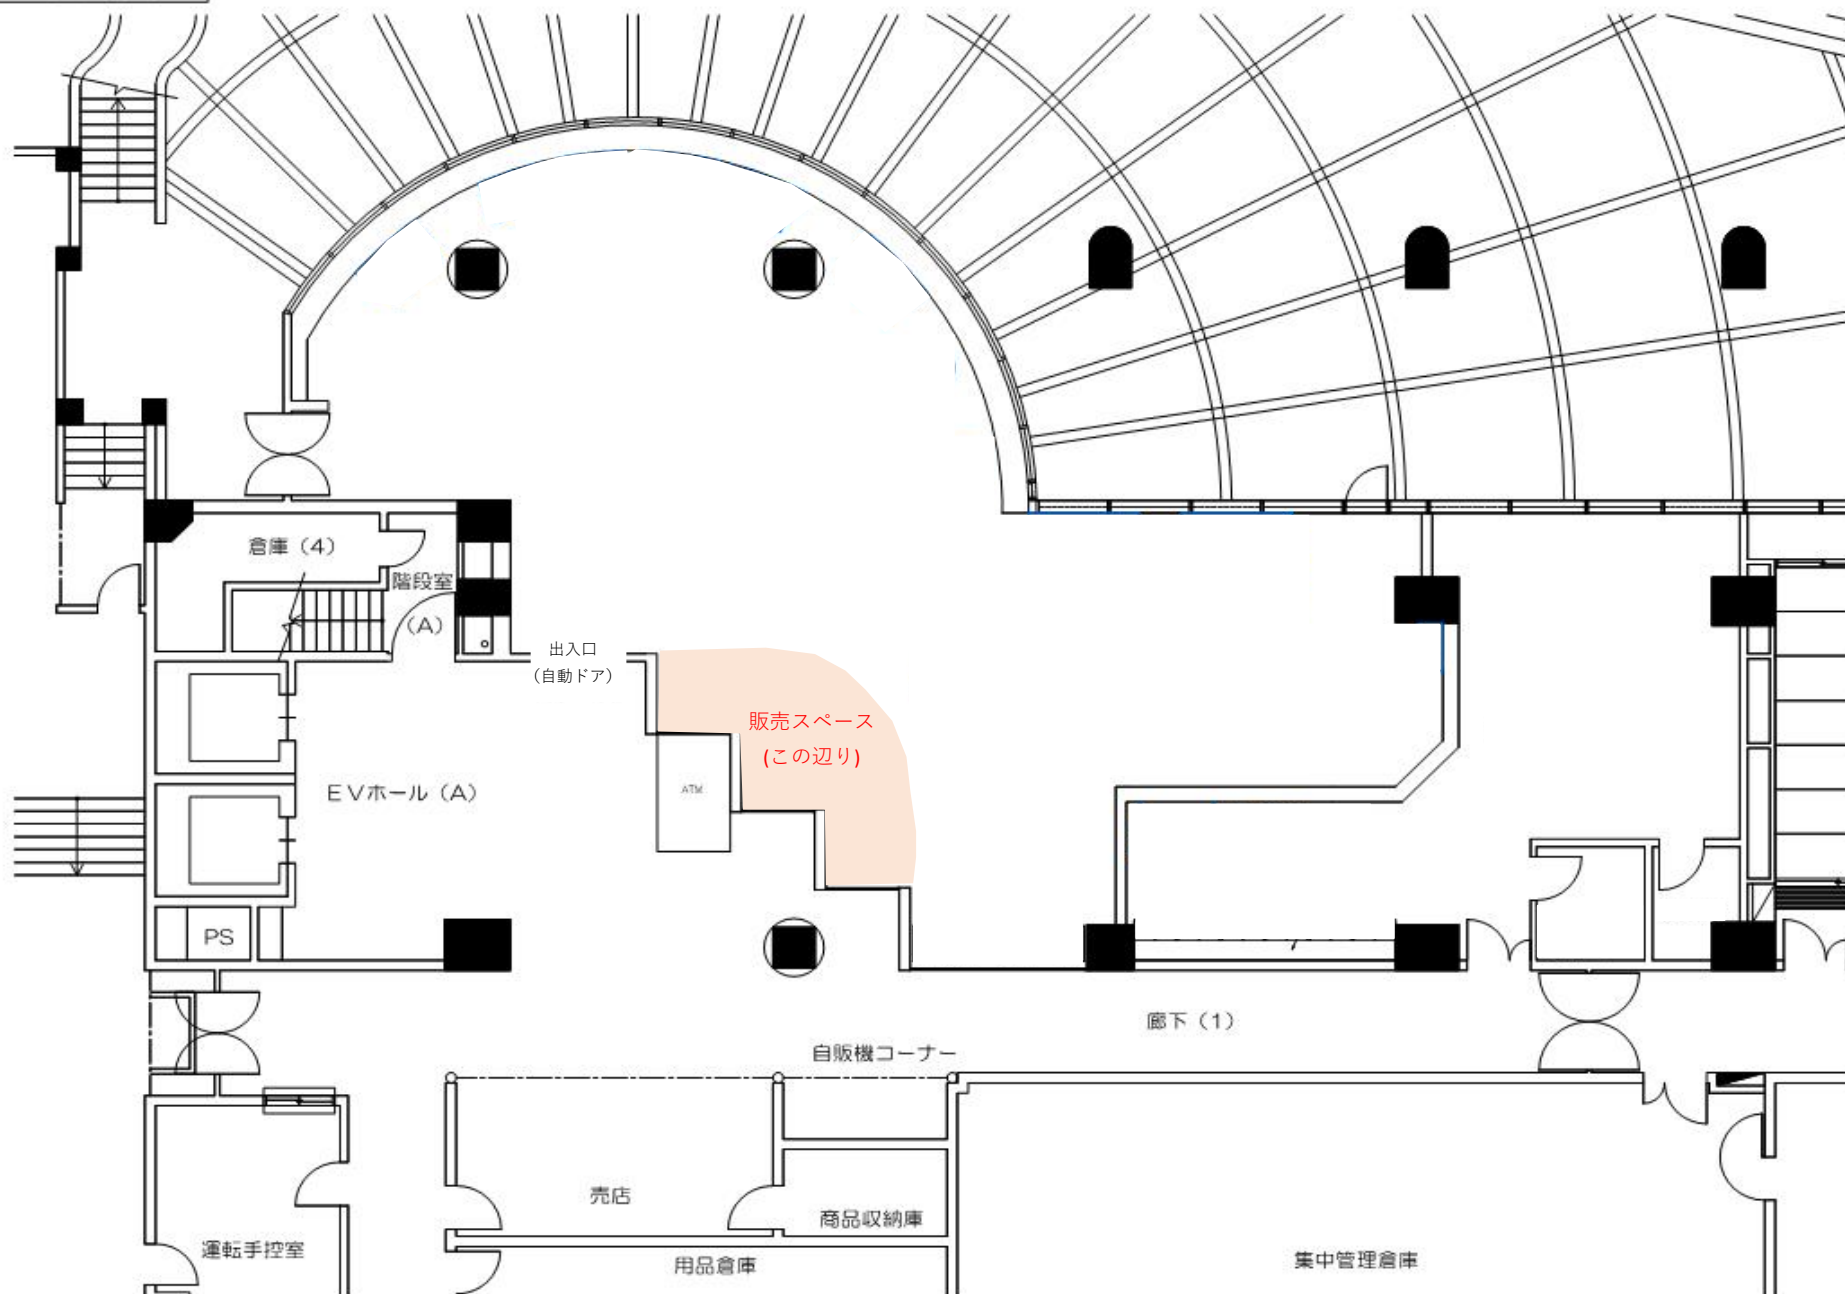 倉庫（4）
階段室
（A）
出入口
（自動ドア）
販売スペース
(この辺り)
ATM
EVホール（A）
PS
廊下（1）
自販機コーナー
売店
商品収納庫
運転手控室
用品倉庫
集中管理倉庫